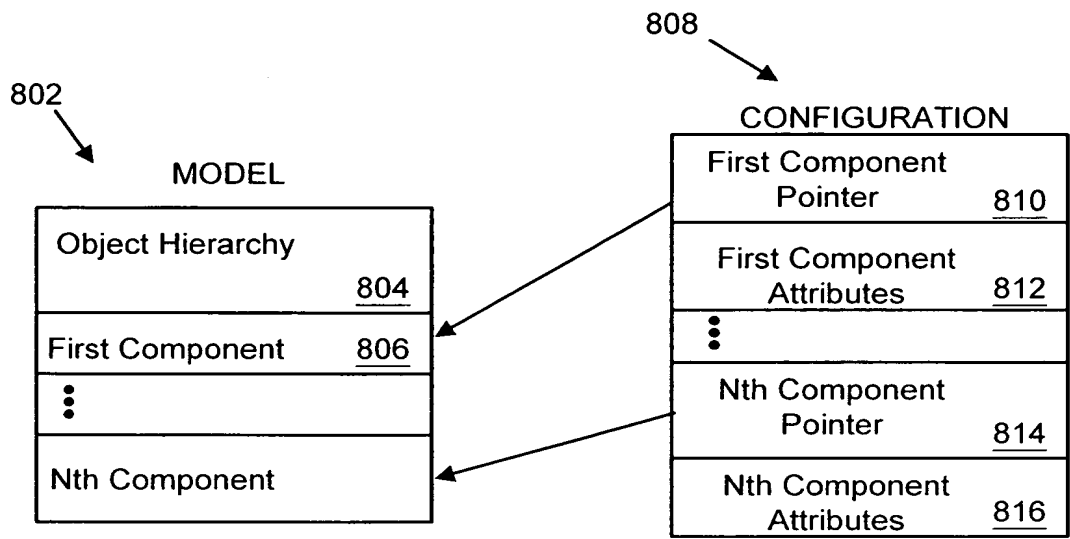 802
MODEL
Object Hierarchy
804
First Component 806
Nth Component
808
CONFIGURATION
First Component
Pointer 810
First Component
Attributes 812
Nth Component
Pointer 814
Nth Component
Attributes 816